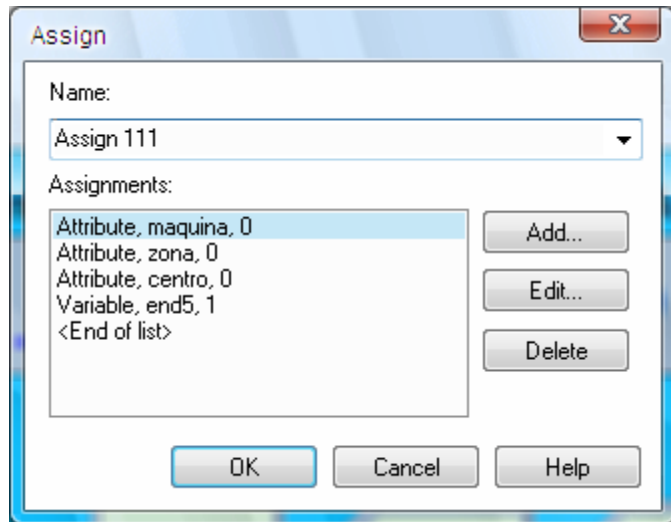 Assign
Name:
Assign 111
Assignments:
Attribute, maquina, 0
Attribute, zona, 0
Attribute, centro, 0
Variable, end5, 1
<End of list>
Add...
Edit...
Delete
OK
Cancel
Help